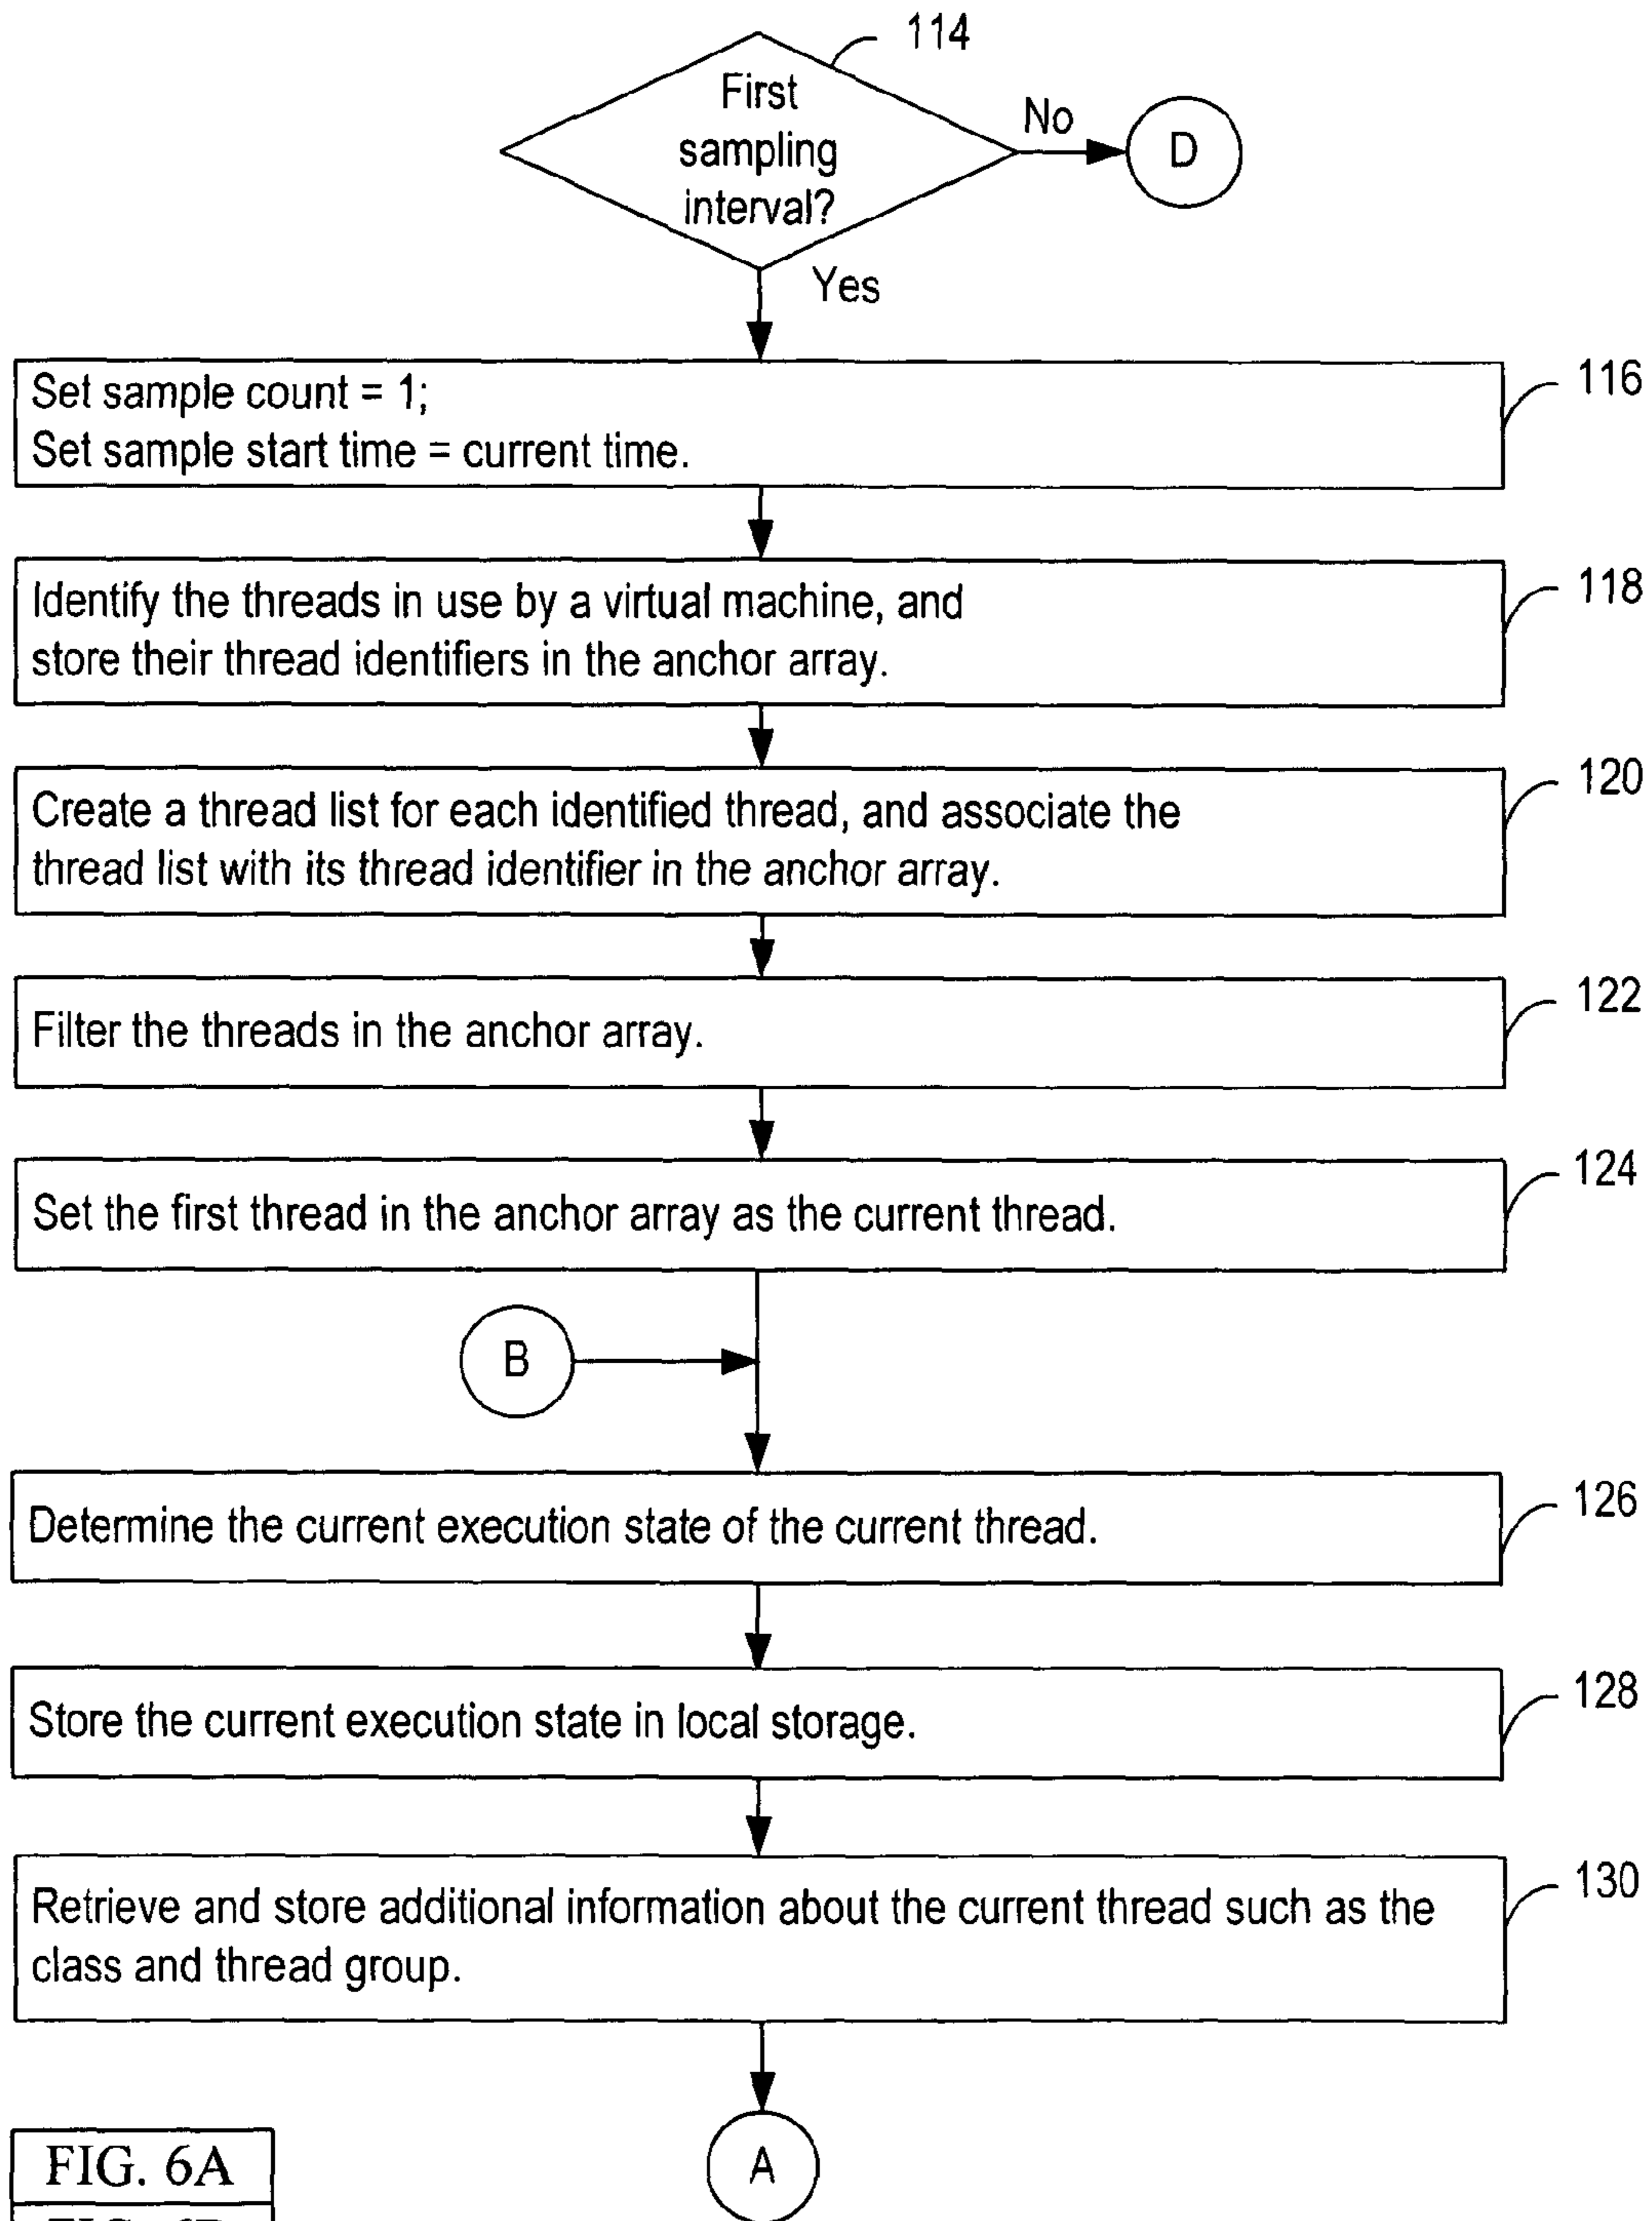 114
First
sampling
interval?
No
D
Yes
116
Set sample count = 1;
Set sample start time = current time.
118
Identify the threads in use by a virtual machine, and
store their thread identifiers in the anchor array.
120
Create a thread list for each identified thread, and associate the
thread list with its thread identifier in the anchor array.
122
Filter the threads in the anchor array.
124
Set the first thread in the anchor array as the current thread.
B
126
Determine the current execution state of the current thread.
128
Store the current execution state in local storage.
130
Retrieve and store additional information about the current thread such as the
class and thread group.
A
FIG. 6A